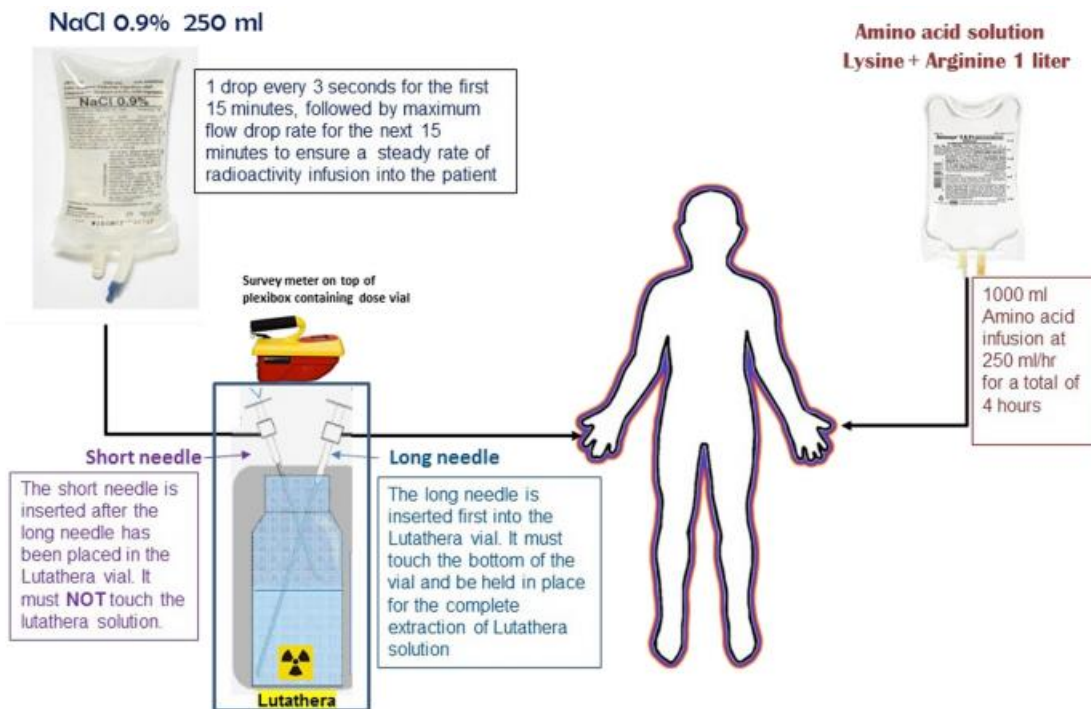 NaCl 0.9% 250 ml
Amino acid solution
Lysine + Arginine 1 liter
NaCl 0.9%
1 drop every 3 seconds for the first
15 minutes, followed by maximum
flow drop rate for the next 15
minutes to ensure a steady rate of
radioactivity infusion into the patient
Survey meter on top of
plexibox containing dose vial
1000 ml
Amino acid
infusion at
250 ml/hr
for a total of
4 hours
Short needle
Long needle
The short needle is
inserted after the
long needle has
been placed in the
Lutathera vial. It
must NOT touch the
lutathera solution.
The long needle is
inserted first into the
Lutathera vial. It must
touch the bottom of the
vial and be held in place
for the complete
extraction of Lutathera
solution
Lutathera